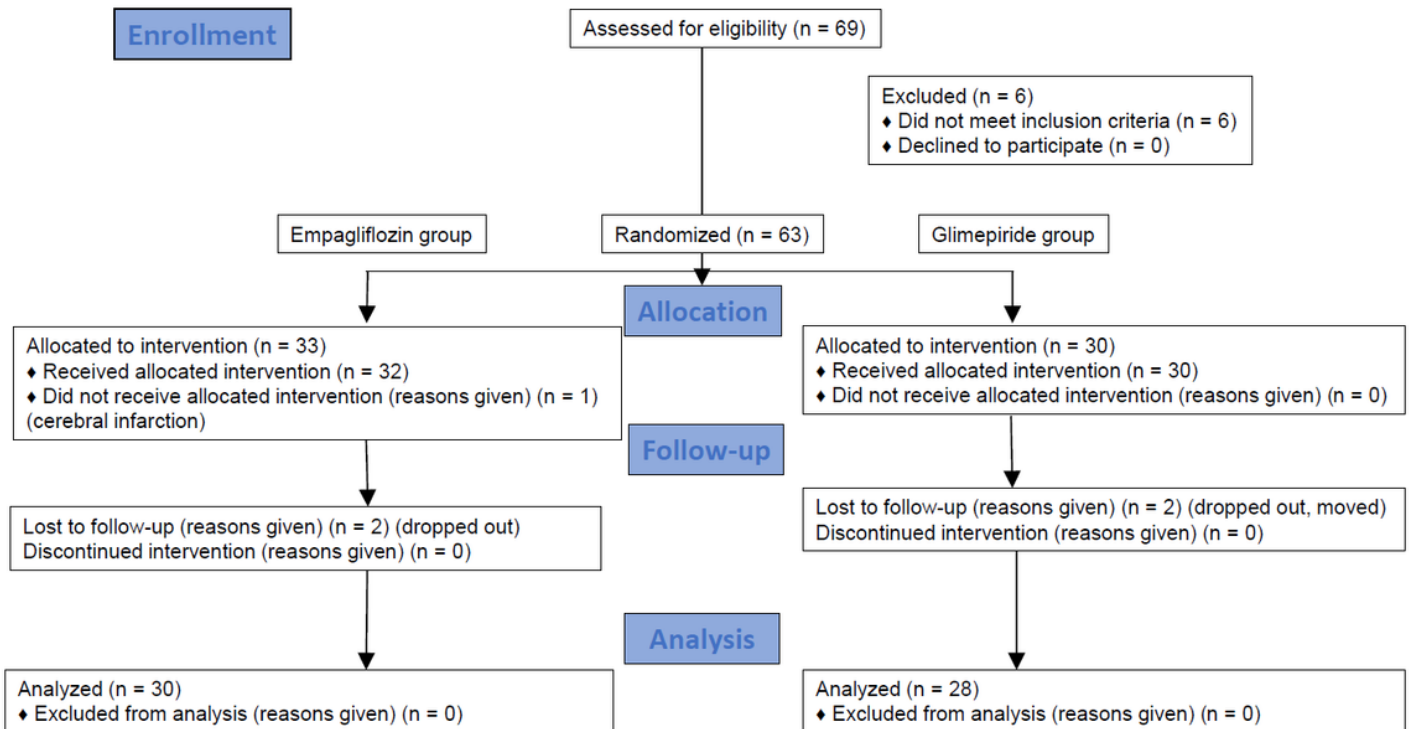 Enrollment
Assessed for eligibility (n = 69)
Excluded (n = 6)
♦ Did not meet inclusion criteria (n = 6)
♦ Declined to participate (n = 0)
Empagliflozin group
Randomized (n = 63)
Glimepiride group
Allocation
Allocated to intervention (n = 33)
♦ Received allocated intervention (n = 32)
♦ Did not receive allocated intervention (reasons given) (n = 1)
(cerebral infarction)
Allocated to intervention (n = 30)
♦ Received allocated intervention (n = 30)
♦ Did not receive allocated intervention (reasons given) (n = 0)
Follow-up
Lost to follow-up (reasons given) (n = 2) (dropped out)
Discontinued intervention (reasons given) (n = 0)
Lost to follow-up (reasons given) (n = 2) (dropped out, moved)
Discontinued intervention (reasons given) (n = 0)
Analysis
Analyzed (n = 30)
♦ Excluded from analysis (reasons given) (n = 0)
Analyzed (n = 28)
♦ Excluded from analysis (reasons given) (n = 0)